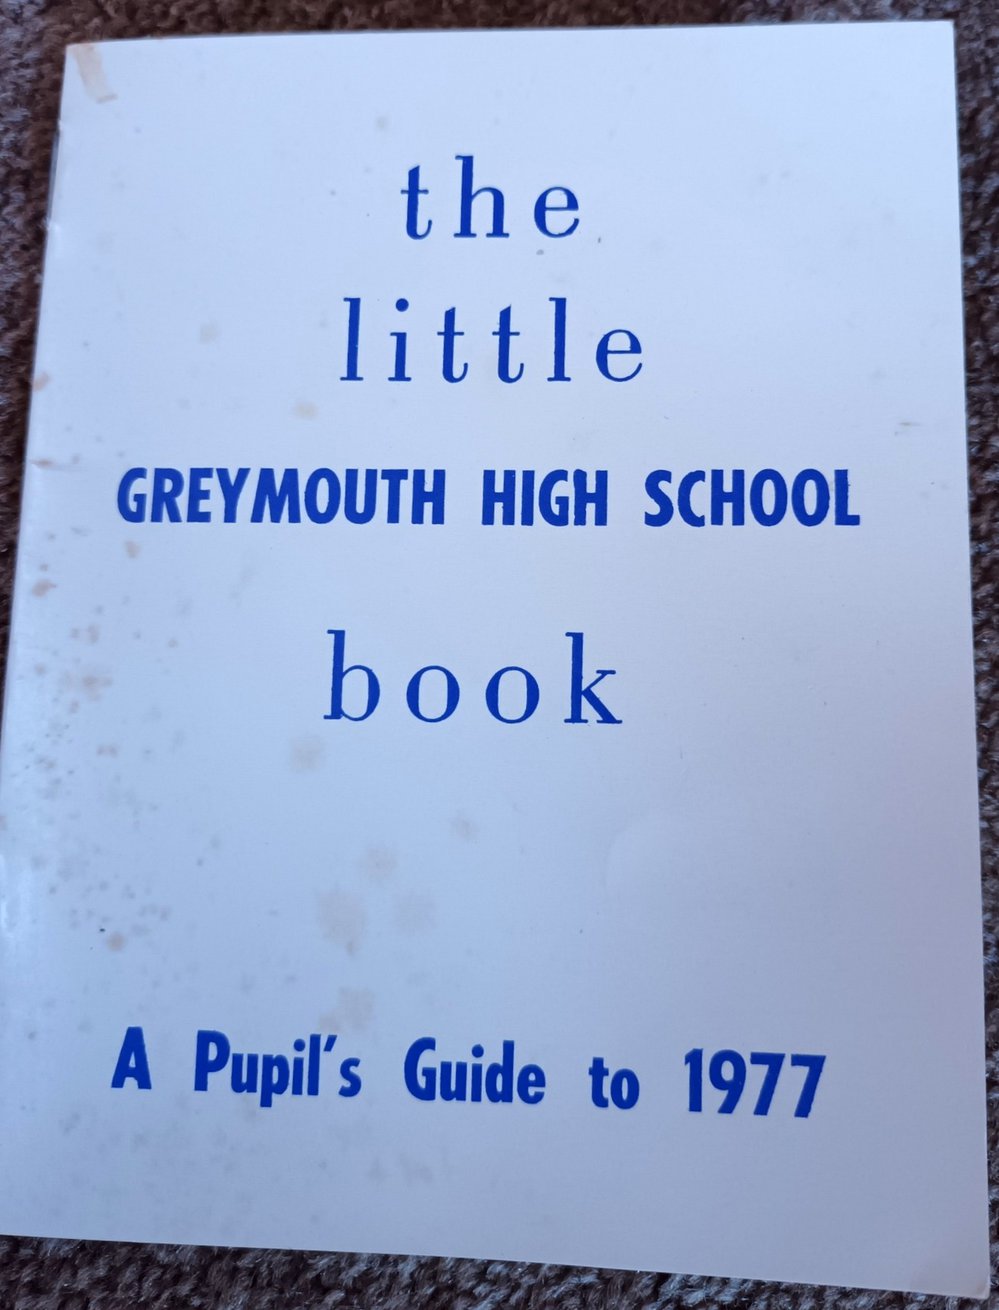 the
little
GREYMOUTH HIGH SCHOOL
book
A Pupil's Guide to 1977